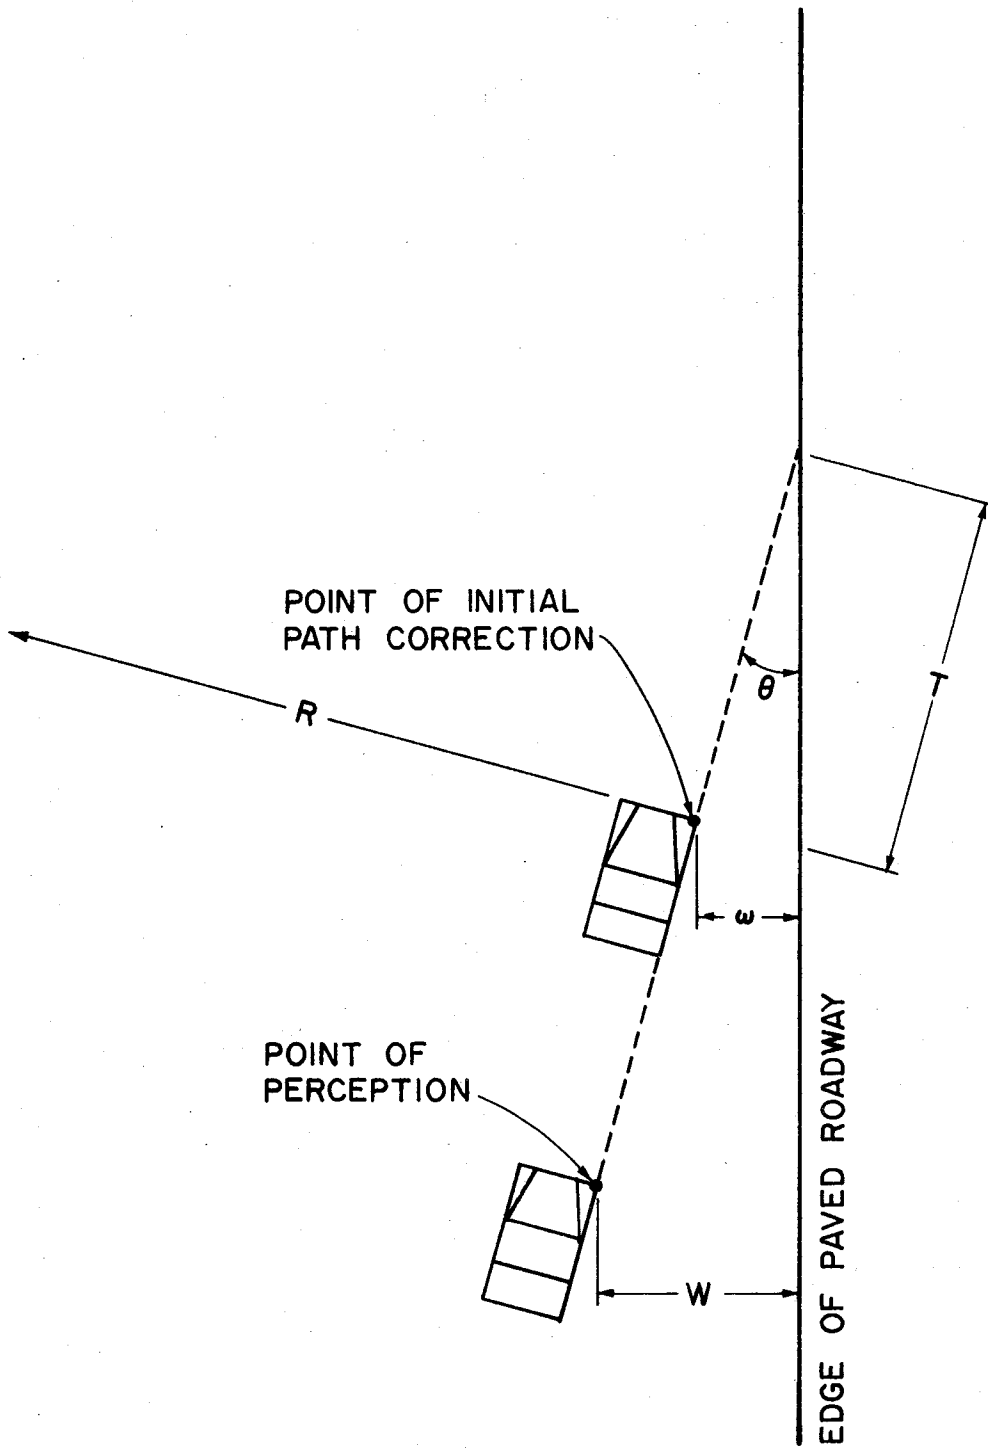 POINT OF INITIAL
PATH CORRECTION
R
θ
T
ω
POINT OF
PERCEPTION
W
EDGE OF PAVED ROADWAY